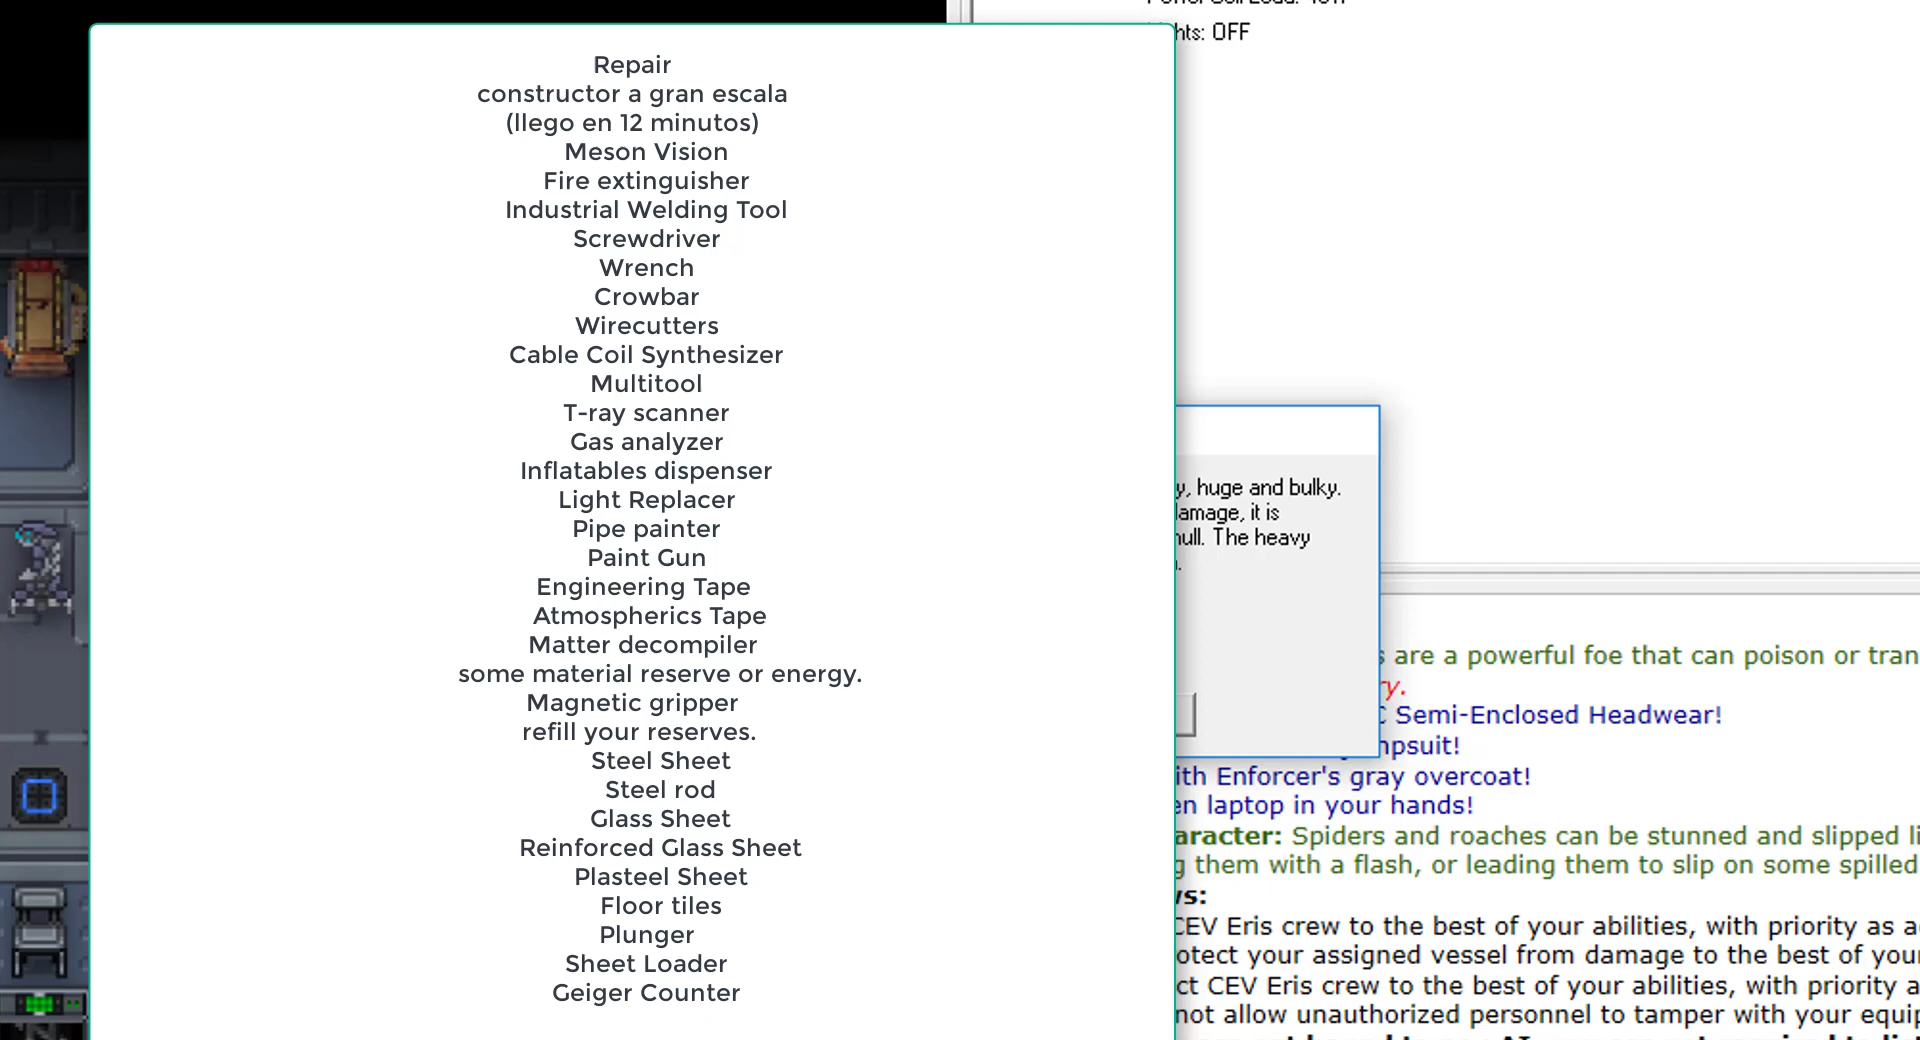 hts: OFF
Repair
constructor a gran escala
(llego en 12 minutos)
Meson Vision
Fire extinguisher
Industrial Welding Tool
Screwdriver
Wrench
Crowbar
Wirecutters
Cable Coil Synthesizer
Multitool
T-ray scanner
Gas analyzer
Inflatables dispenser
Light Replacer
Pipe painter
Paint Gun
Engineering Tape
Atmospherics Tape
Matter decompiler
some material reserve or energy.
Magnetic gripper
refill your reserves.
Steel Sheet
Steel rod
Glass Sheet
Reinforced Glass Sheet
Plasteel Sheet
Floor tiles
Plunger
Sheet Loader
Geiger Counter
y, huge and bulky.
damage, it is
hull. The heavy
s are a powerful foe that can poison or tran
ry.
C Semi-Enclosed Headwear!
mpsuit!
ith Enforcer's gray overcoat!
en laptop in your hands!
aracter: Spiders and roaches can be stunned and slipped li
g them with a flash, or leading them to slip on some spilled
ws:
CEV Eris crew to the best of your abilities, with priority as a
otect your assigned vessel from damage to the best of your
ct CEV Eris crew to the best of your abilities, with priority a
not allow unauthorized personnel to tamper with your equip